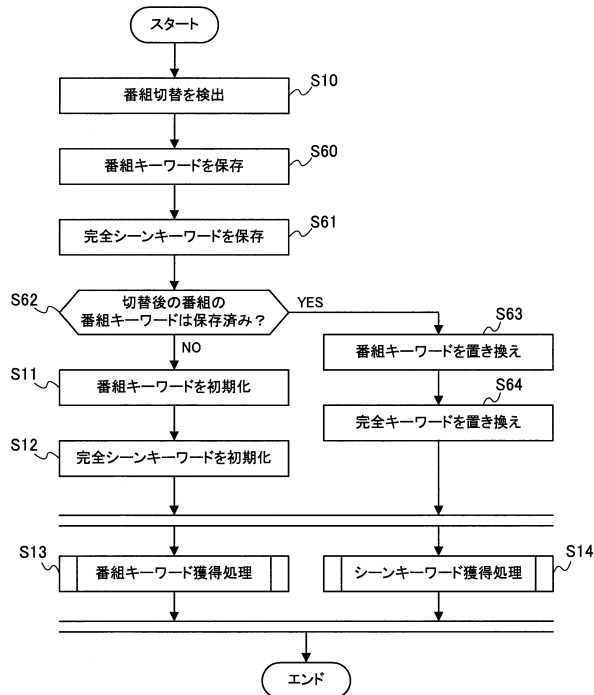 スタート
S10
番組切替を検出
S60
番組キーワードを保存
S61
完全シーンキーワードを保存
S62
切替後の番組の
番組キーワードは保存済み？
YES
NO
S63
番組キーワードを置き換え
S11
番組キーワードを初期化
S64
完全キーワードを置き換え
S12
完全シーンキーワードを初期化
S13
番組キーワード獲得処理
シーンキーワード獲得処理
S14
エンド